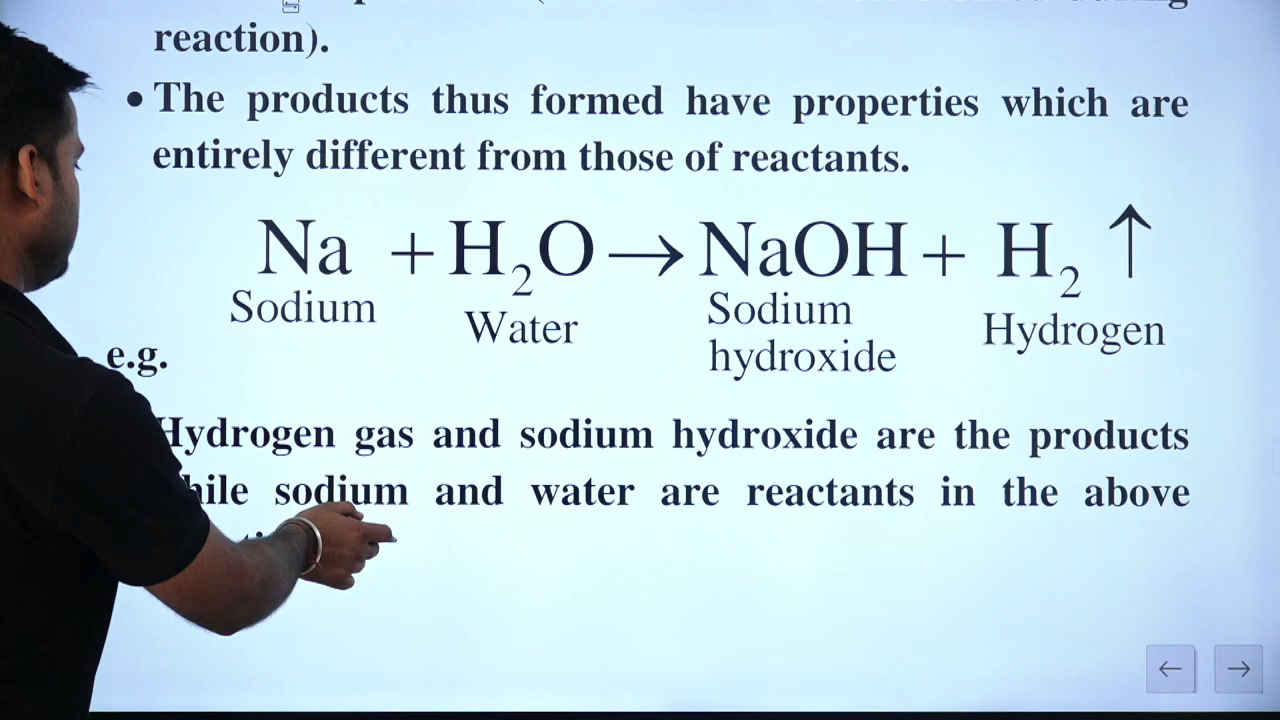 reaction).
• The products thus formed have properties which are
entirely different from those of reactants.
Na + H₂O → NaOH + H₂ ↑
Sodium Water Sodium hydroxide Hydrogen
e.g.
Hydrogen gas and sodium hydroxide are the products
while sodium and water are reactants in the above